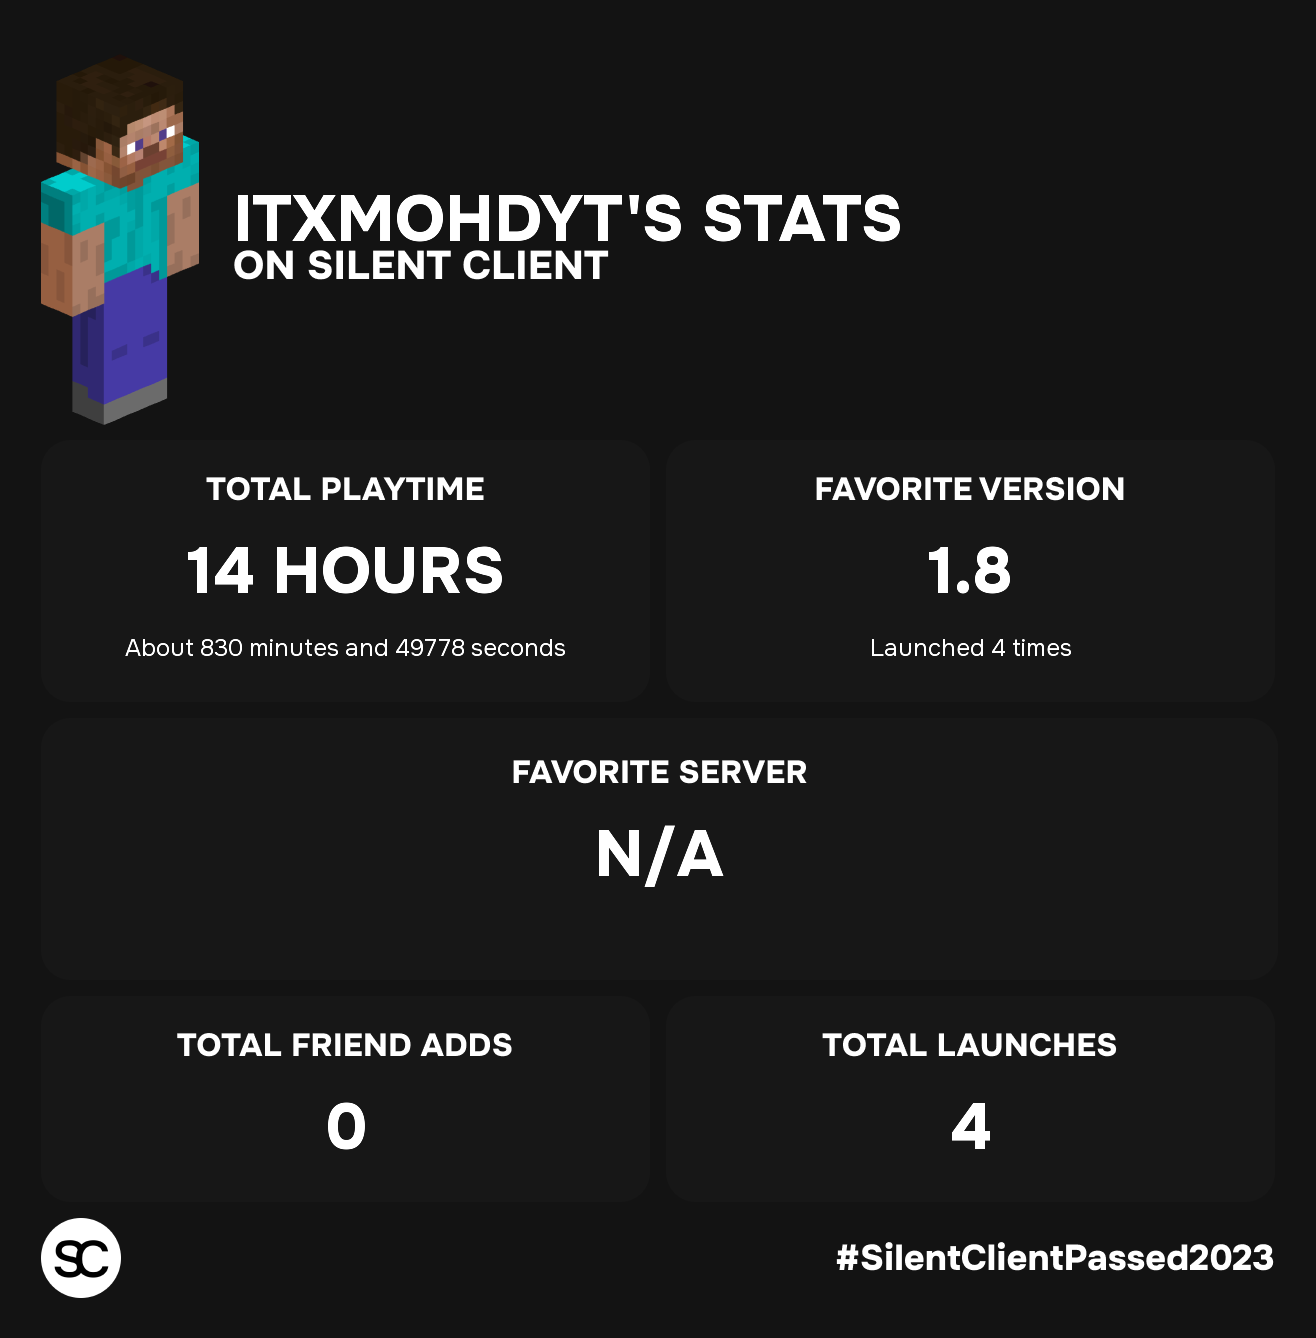 ITXMOHDYT'S STATS
ON SILENT CLIENT
TOTAL PLAYTIME
14 HOURS
About 830 minutes and 49778 seconds
FAVORITE VERSION
1.8
Launched 4 times
FAVORITE SERVER
N/A
TOTAL FRIEND ADDS
0
TOTAL LAUNCHES
4
SC
#SilentClientPassed2023